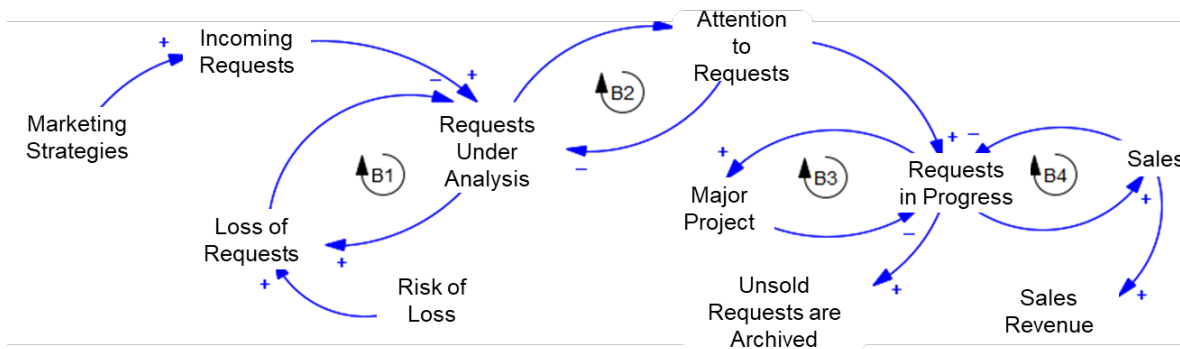 Attention
to
Requests
Incoming
Requests
+
+
−
B2
Marketing
Strategies
Requests
Under
Analysis
−
+
−
Sales
B1
+
B3
Requests
in Progress
B4
Major
Project
+
Loss of
Requests
−
+
+
Risk of
Loss
Unsold
Requests are
Archived
+
Sales
Revenue
+